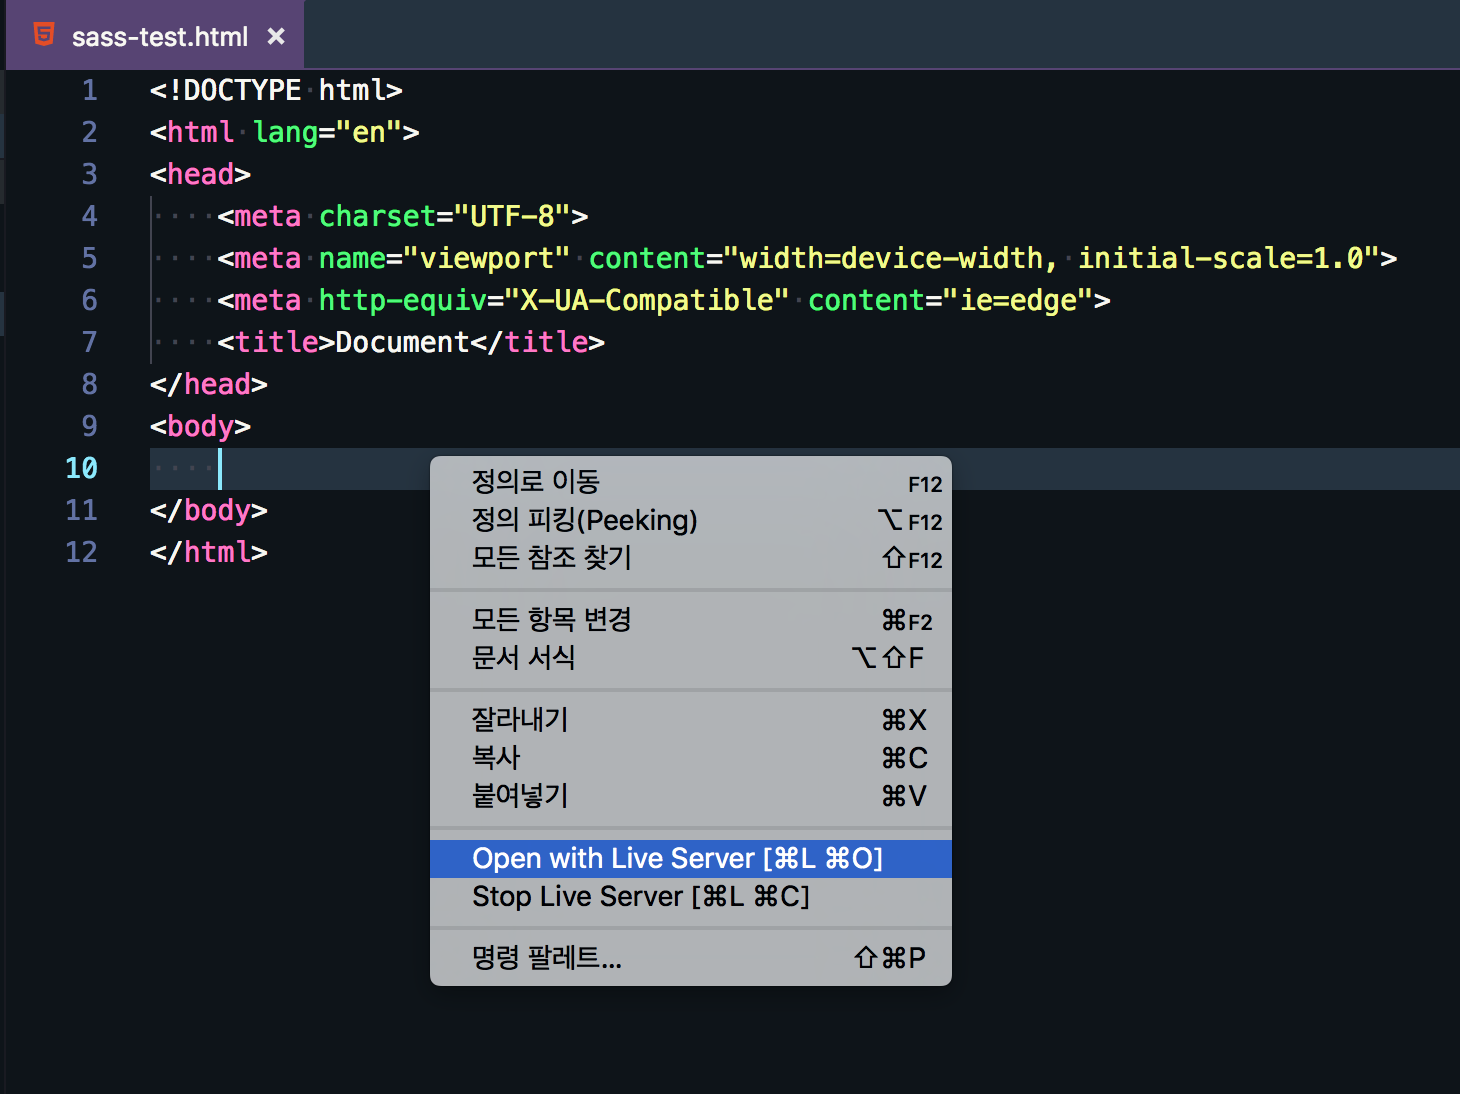 sass-test.html ×
1 <!DOCTYPE html>
2 <html lang="en">
3 <head>
4     <meta charset="UTF-8">
5     <meta name="viewport" content="width=device-width, initial-scale=1.0">
6     <meta http-equiv="X-UA-Compatible" content="ie=edge">
7     <title>Document</title>
8 </head>
9 <body>
10
11 </body>
12 </html>
정의로 이동 F12
정의 피킹(Peeking) ⌥F12
모든 참조 찾기 ⇧F12
모든 항목 변경 ⌘F2
문서 서식 ⌥⇧F
잘라내기 ⌘X
복사 ⌘C
붙여넣기 ⌘V
Open with Live Server [⌘L ⌘O]
Stop Live Server [⌘L ⌘C]
명령 팔레트... ⇧⌘P